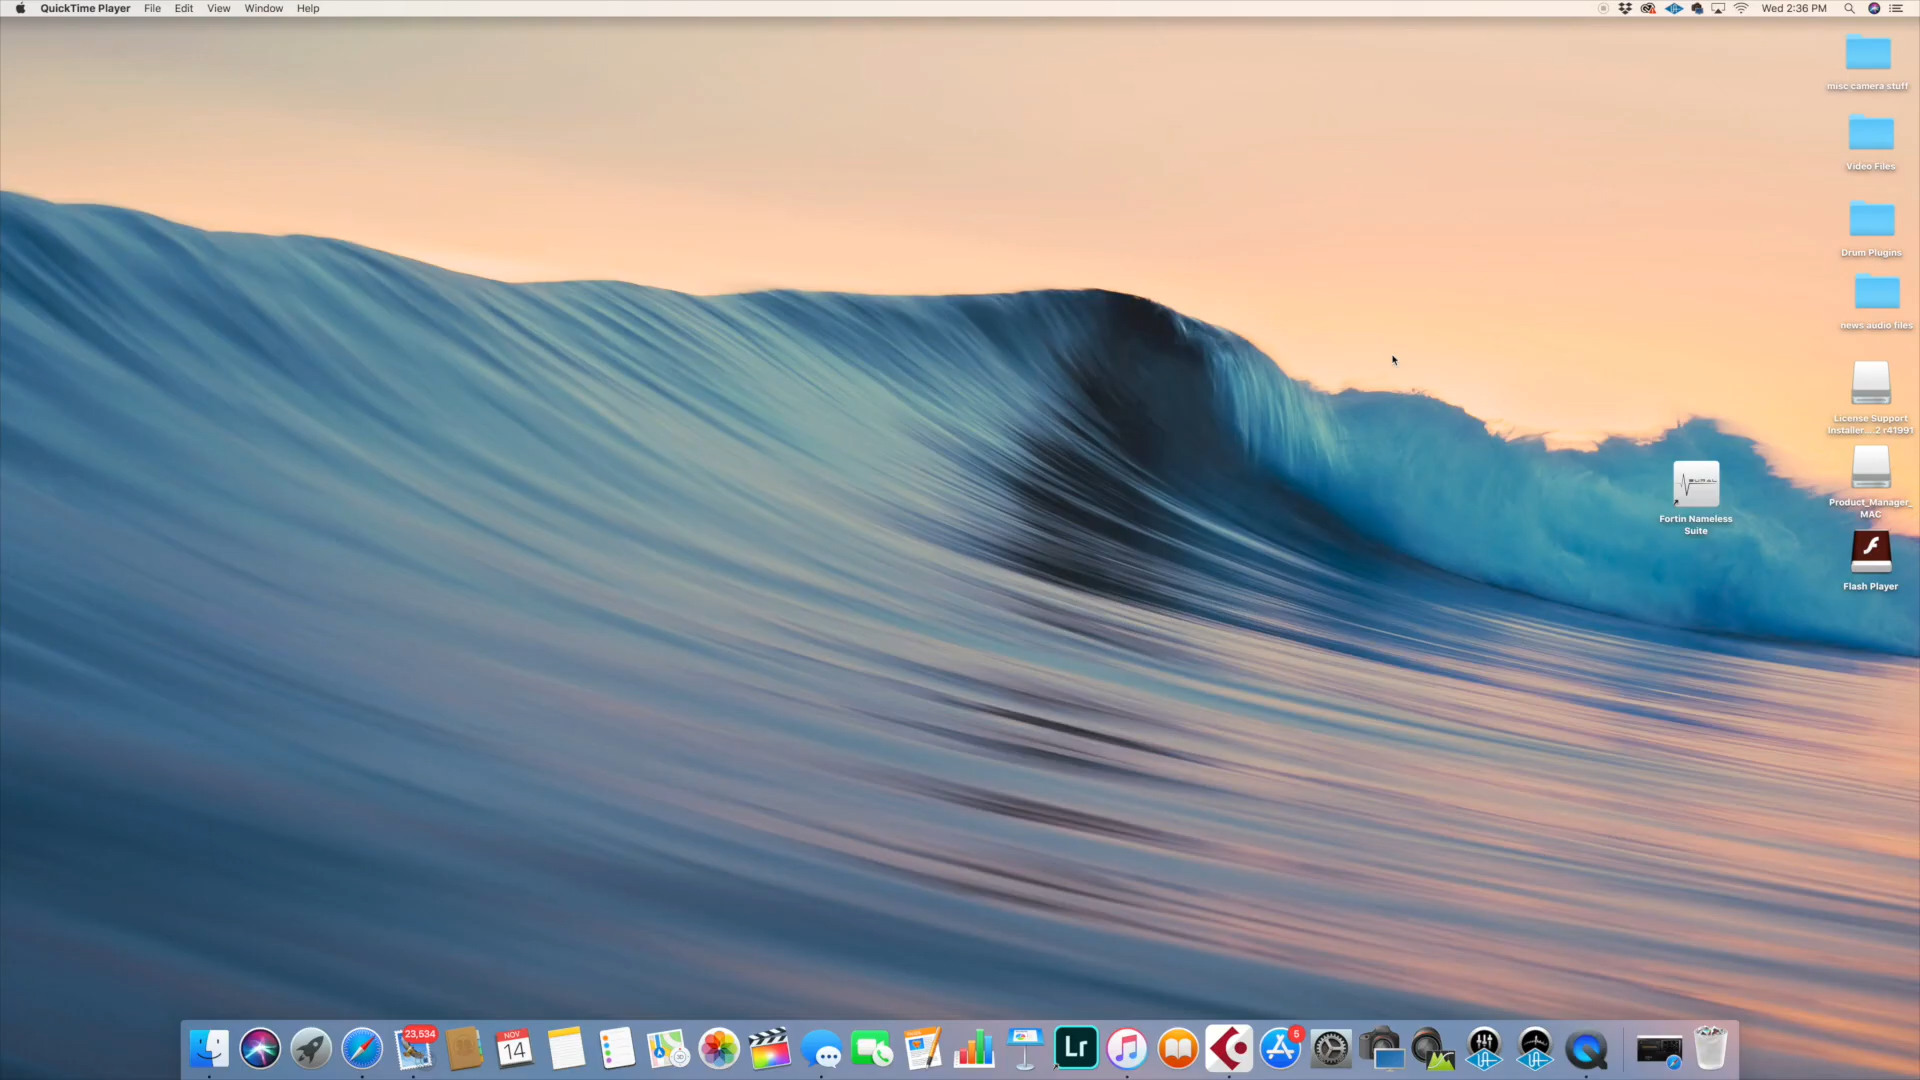 QuickTime Player File Edit View Window Help Wed 2:36 PM
misc camera stuff
Video Files
Drum Plugins
news audio files
License Support
Installer....2 r41991
Fortin Nameless
Suite
Product_Manager_
MAC
Flash Player
23,534
NOV
14
3D
Lr
5